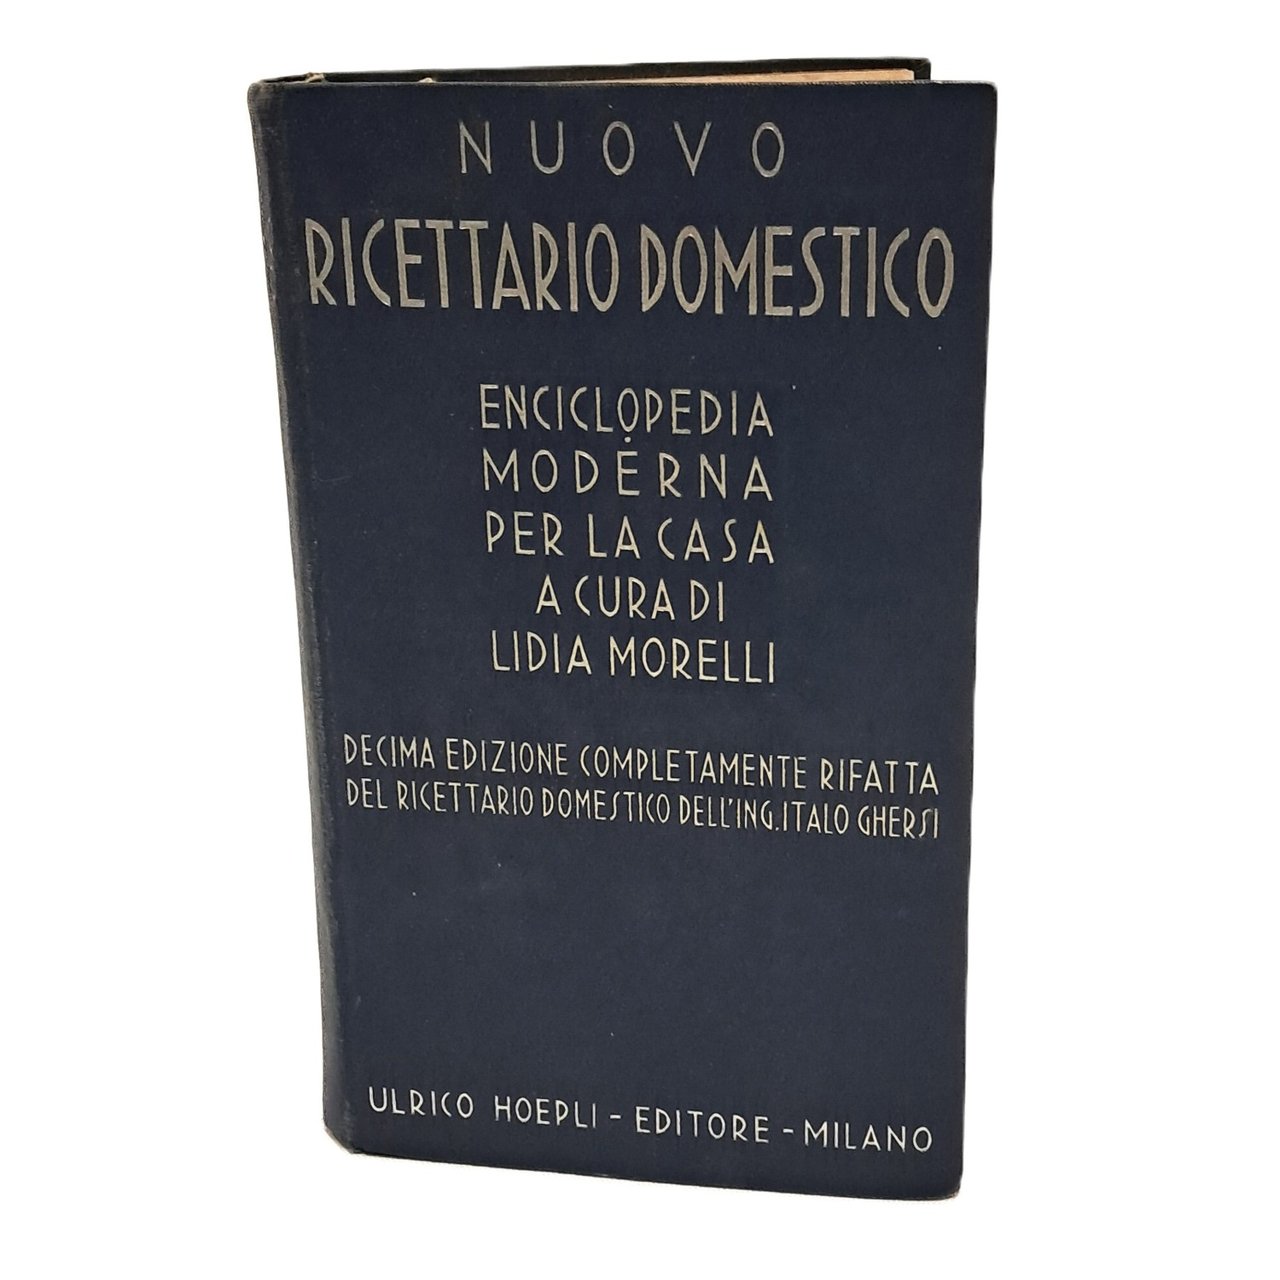 NUOVO
RICETTARIO DOMESTICO
ENCICLOPEDIA
MODERNA
PER LA CASA
A CURA DI
LIDIA MORELLI
DECIMA EDIZIONE COMPLETAMENTE RIFATTA
DEL RICETTARIO DOMESTICO DELL'ING. ITALO GHERSI
ULRICO HOEPLI - EDITORE - MILANO